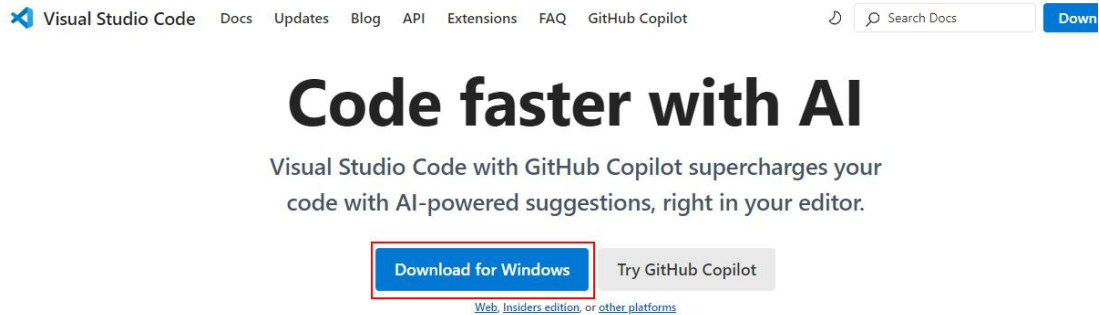 Visual Studio Code Docs Updates Blog API Extensions FAQ GitHub Copilot Search Docs Down
Code faster with AI
Visual Studio Code with GitHub Copilot supercharges your
code with AI-powered suggestions, right in your editor.
Download for Windows Try GitHub Copilot
Web, Insiders edition, or other platforms